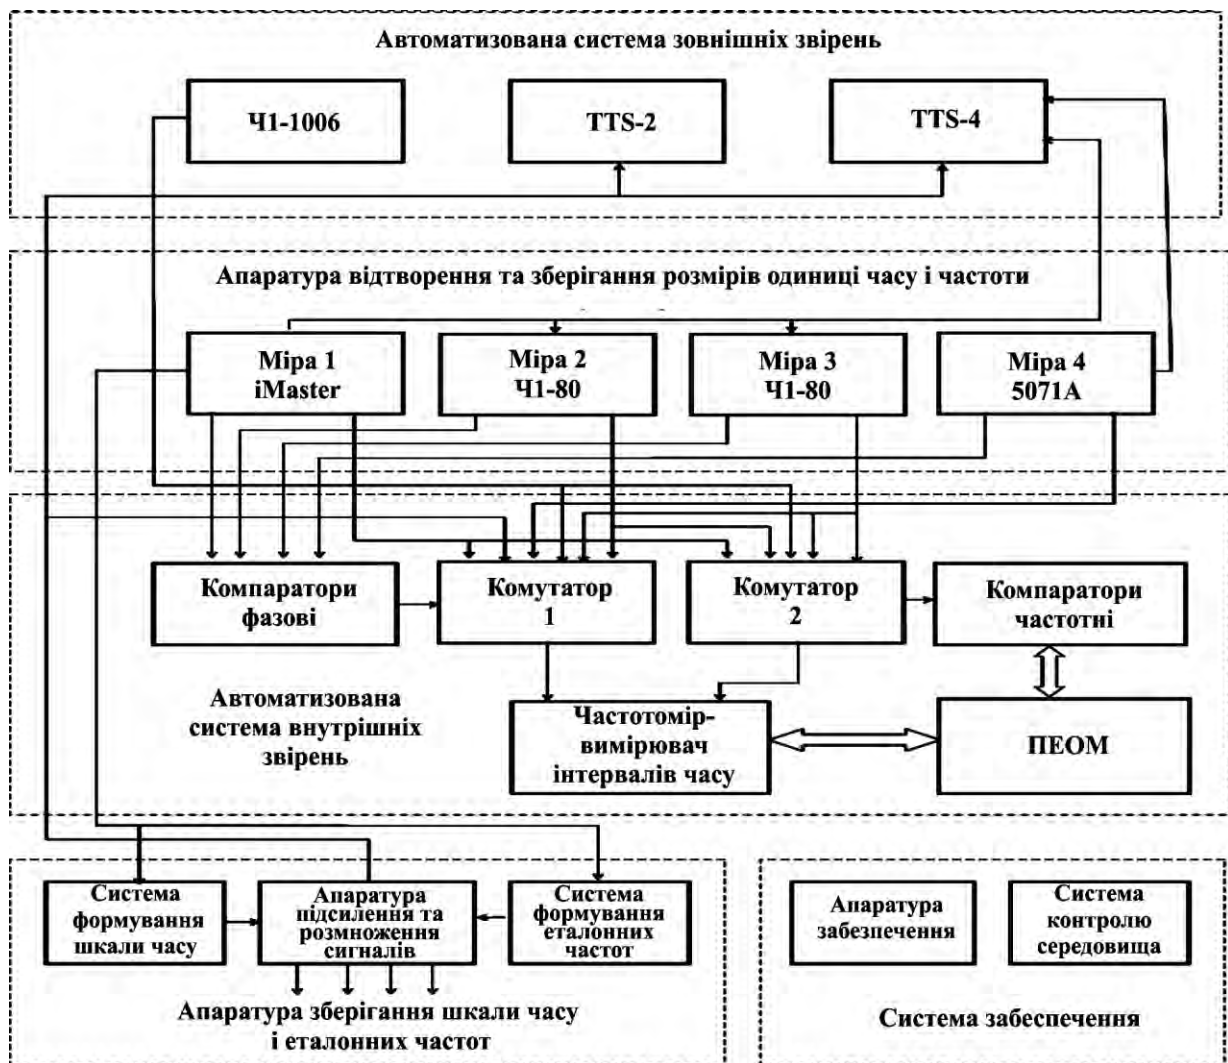 Автоматизована система зовнішніх звірень
Ч1-1006
TTS-2
TTS-4
Апаратура відтворення та зберігання розмірів одиниці часу і частоти
Міра 1
iMaster
Міра 2
Ч1-80
Міра 3
Ч1-80
Міра 4
5071А
Компаратори
фазові
Комутатор
1
Комутатор
2
Компаратори
частотні
Автоматизована
система внутрішніх
звірень
Частотомір-
вимірювач
інтервалів часу
ПЕОМ
Система
формування
шкали часу
Апаратура
підсилення та
розмноження
сигналів
Система
формування
еталонних
частот
Апаратура зберігання шкали часу
і еталонних частот
Апаратура
забезпечення
Система
контролю
середовища
Система забеспечення